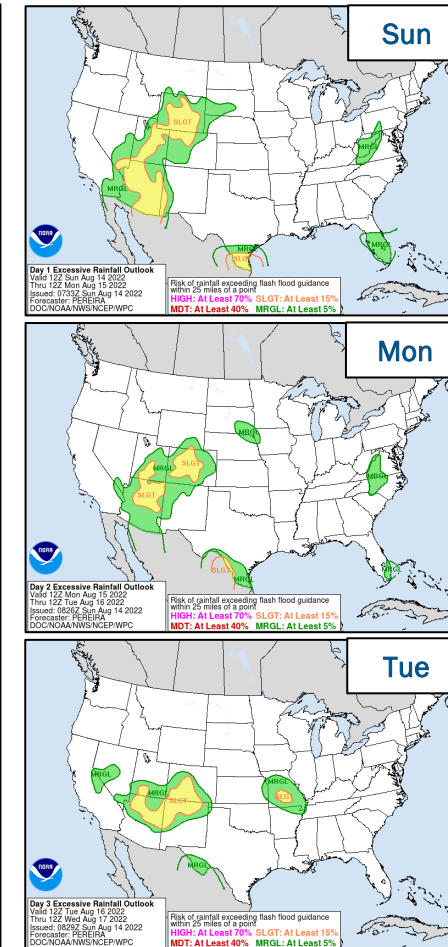 Sun
SLGT
MRGL
MRGL
MRGL
MRGL
SLGT
NOAA
Day 1 Excessive Rainfall Outlook
Valid 12Z Sun Aug 14 2022
Thru 12Z Mon Aug 15 2022
Issued: 0733Z Sun Aug 14 2022
Forecaster: PEREIRA
DOC/NOAA/NWS/NCEP/WPC
Risk of rainfall exceeding flash flood guidance
within 25 miles of a point
HIGH: At Least 70% SLGT: At Least 15%
MDT: At Least 40% MRGL: At Least 5%
Mon
MRGL
SLGT
MRGL
MRGL
SLGT
MRGL
SLGT
MRGL
NOAA
Day 2 Excessive Rainfall Outlook
Valid 12Z Mon Aug 15 2022
Thru 12Z Tue Aug 16 2022
Issued: 0826Z Sun Aug 14 2022
Forecaster: PEREIRA
DOC/NOAA/NWS/NCEP/WPC
Risk of rainfall exceeding flash flood guidance
within 25 miles of a point
HIGH: At Least 70% SLGT: At Least 15%
MDT: At Least 40% MRGL: At Least 5%
Tue
MRGL
MRGL
MRGL
SLGT
SLGT
MRGL
NOAA
Day 3 Excessive Rainfall Outlook
Valid 12Z Tue Aug 16 2022
Thru 12Z Wed Aug 17 2022
Issued: 0829Z Sun Aug 14 2022
Forecaster: PEREIRA
DOC/NOAA/NWS/NCEP/WPC
Risk of rainfall exceeding flash flood guidance
within 25 miles of a point
HIGH: At Least 70% SLGT: At Least 15%
MDT: At Least 40% MRGL: At Least 5%